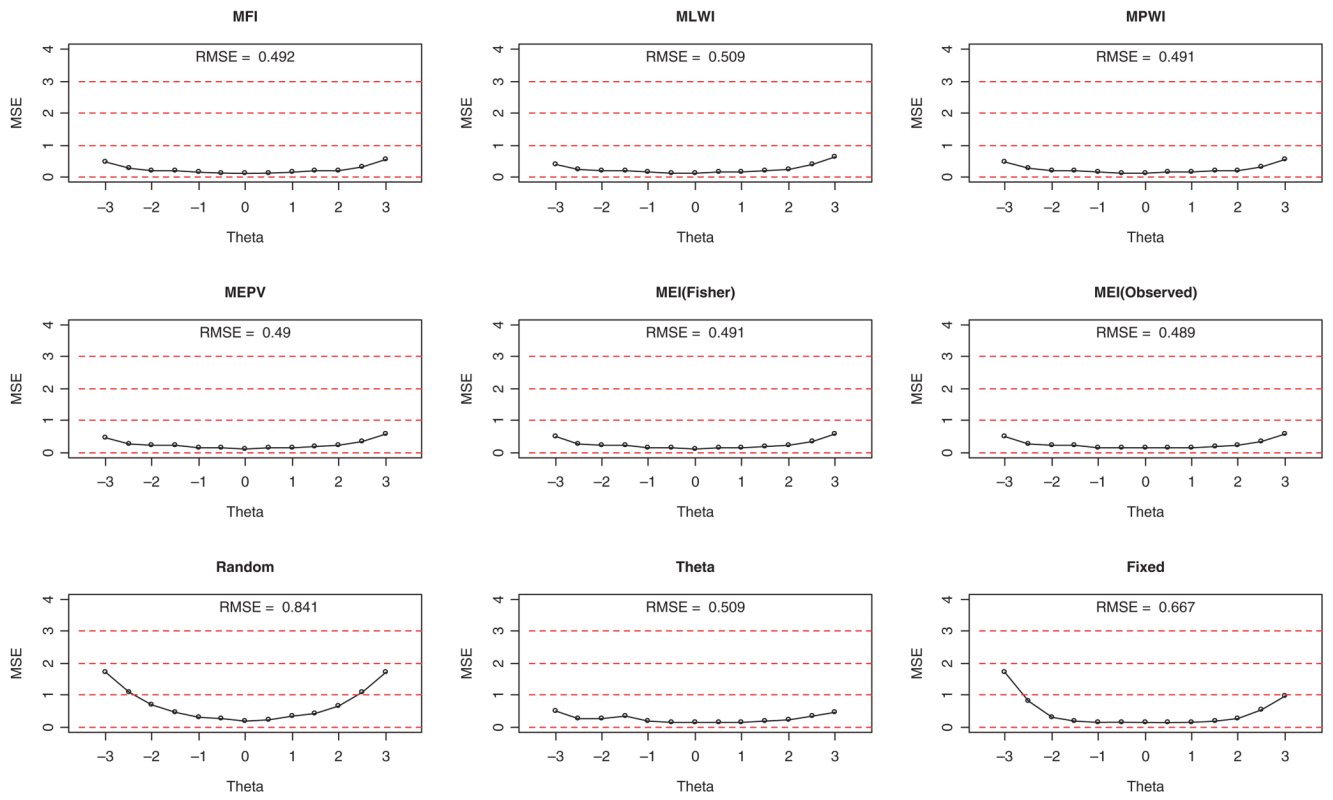 MFI
RMSE = 0.492
MSE
4
3
2
1
0
−3 −2 −1 0 1 2 3
Theta
MLWI
RMSE = 0.509
MSE
4
3
2
1
0
−3 −2 −1 0 1 2 3
Theta
MPWI
RMSE = 0.491
MSE
4
3
2
1
0
−3 −2 −1 0 1 2 3
Theta
MEPV
RMSE = 0.49
MSE
4
3
2
1
0
−3 −2 −1 0 1 2 3
Theta
MEI(Fisher)
RMSE = 0.491
MSE
4
3
2
1
0
−3 −2 −1 0 1 2 3
Theta
MEI(Observed)
RMSE = 0.489
MSE
4
3
2
1
0
−3 −2 −1 0 1 2 3
Theta
Random
RMSE = 0.841
MSE
4
3
2
1
0
−3 −2 −1 0 1 2 3
Theta
Theta
RMSE = 0.509
MSE
4
3
2
1
0
−3 −2 −1 0 1 2 3
Theta
Fixed
RMSE = 0.667
MSE
4
3
2
1
0
−3 −2 −1 0 1 2 3
Theta